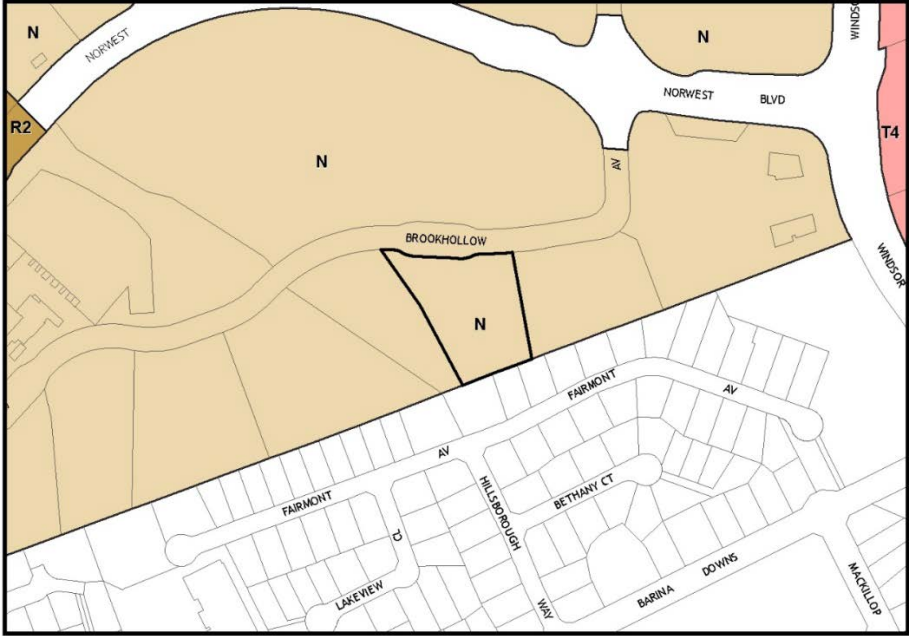 N
NORWEST
N
WINDSOR
NORWEST BLVD
R2
T4
N
AV
BROOKHOLLOW
WINDSOR
N
FAIRMONT
AV
AV
FAIRMONT
HILLSBOROUGH
BETHANY CT
CL
LAKEVIEW
WAY
BARINA DOWNS
MACKILLOP